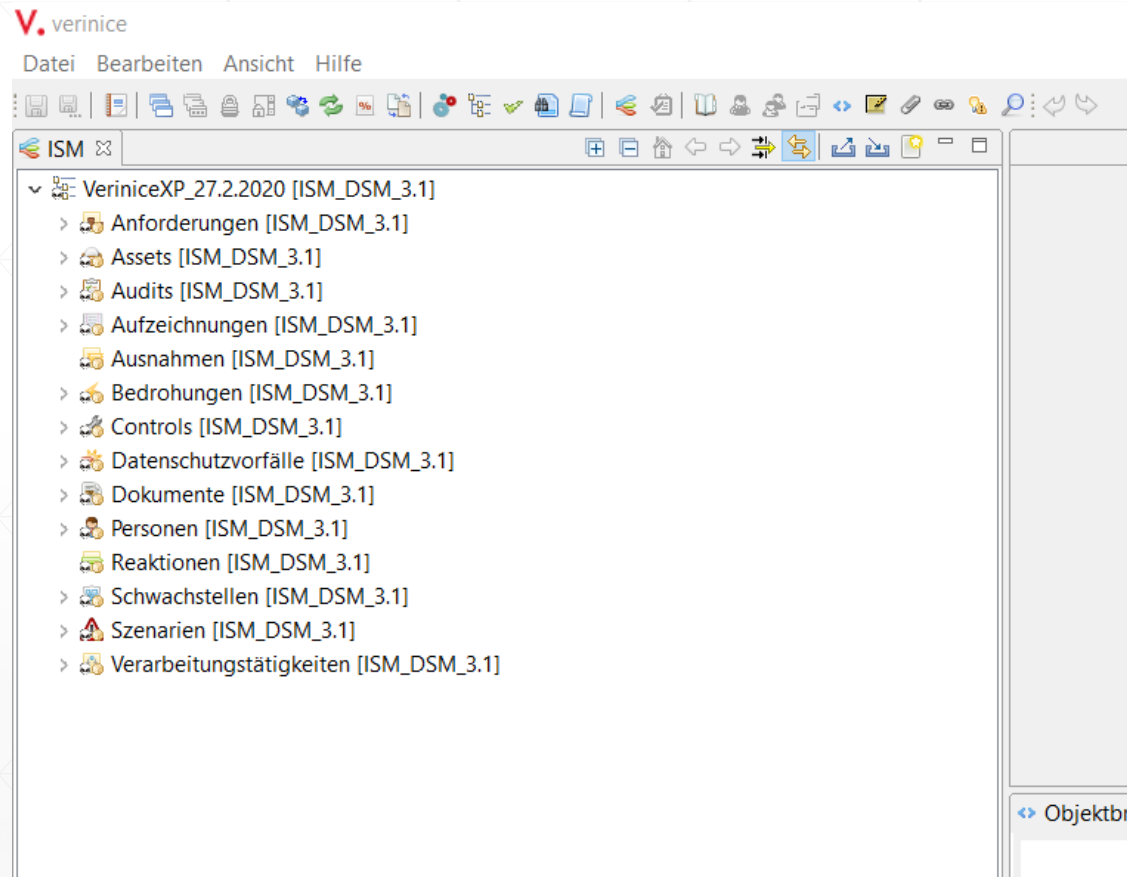 V. verinice
Datei Bearbeiten Ansicht Hilfe
ISM
VeriniceXP_27.2.2020 [ISM_DSM_3.1]
Anforderungen [ISM_DSM_3.1]
Assets [ISM_DSM_3.1]
Audits [ISM_DSM_3.1]
Aufzeichnungen [ISM_DSM_3.1]
Ausnahmen [ISM_DSM_3.1]
Bedrohungen [ISM_DSM_3.1]
Controls [ISM_DSM_3.1]
Datenschutzvorfälle [ISM_DSM_3.1]
Dokumente [ISM_DSM_3.1]
Personen [ISM_DSM_3.1]
Reaktionen [ISM_DSM_3.1]
Schwachstellen [ISM_DSM_3.1]
Szenarien [ISM_DSM_3.1]
Verarbeitungstätigkeiten [ISM_DSM_3.1]